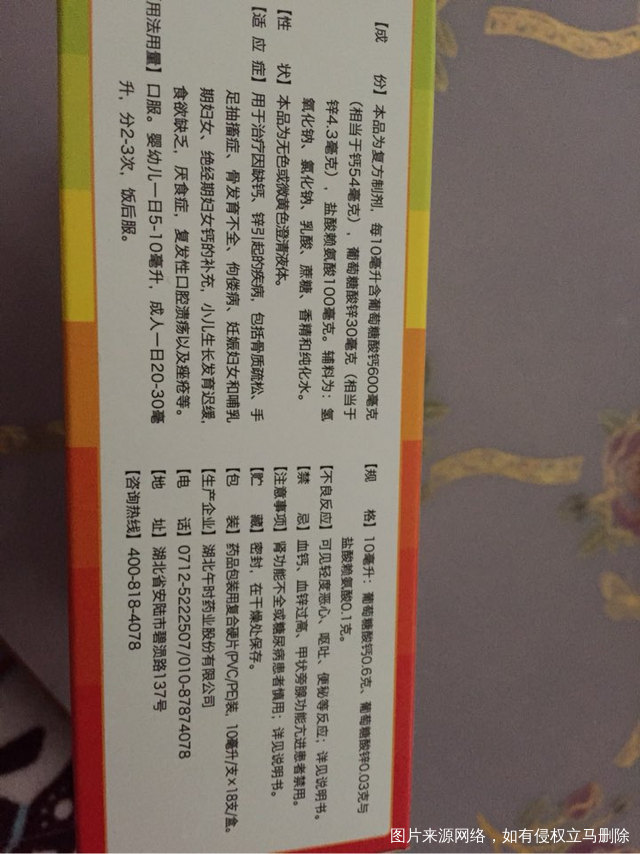 【成　份】本品为复方制剂，每10毫升含葡萄糖酸钙600毫克
（相当于钙54毫克）、葡萄糖酸锌30毫克（相当于
锌4.3毫克）、盐酸赖氨酸100毫克。辅料为：氢
氧化钠、氯化钠、乳酸、蔗糖、香精和纯化水。
【性　状】本品为无色或微黄色澄清液体。
【适 应 症】用于治疗因缺钙、锌引起的疾病，包括骨质疏松、手
足抽搐症、骨发育不全、佝偻病、妊娠妇女和哺乳
期妇女、绝经期妇女钙的补充，小儿生长发育迟缓，
食欲缺乏，厌食症，复发性口腔溃疡以及痤疮等。
用法用量】口服。婴幼儿一日5-10毫升，成人一日20-30毫
升，分2-3次，饭后服。
【规　格】10毫升：葡萄糖酸钙0.6克、葡萄糖酸锌0.03克与
盐酸赖氨酸0.1克。
【不良反应】可见轻度恶心、呕吐、便秘等反应；详见说明书。
【禁　忌】血钙、血锌过高、甲状旁腺功能亢进患者禁用。
【注意事项】肾功能不全或糖尿病患者慎用；详见说明书。
【贮　藏】密封，在干燥处保存。
【包　装】药品包装用复合硬片(PVC/PE)装，10毫升/支×18支/盒。
【生产企业】湖北午时药业股份有限公司
【电　话】0712-5222507/010-87874078
【地　址】湖北省安陆市碧涢路137号
【咨询热线】400-818-4078
图片来源网络，如有侵权立马删除